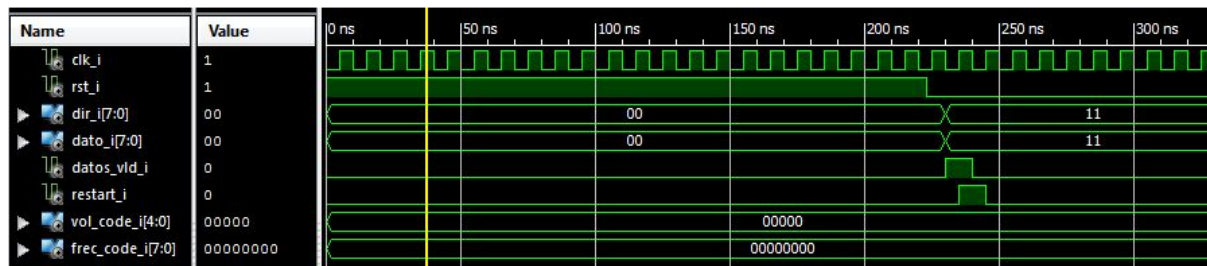 Name Value 0 ns 50 ns 100 ns 150 ns 200 ns 250 ns 300 ns
clk_i 1
rst_i 1
dir_i[7:0] 00 00 11
dato_i[7:0] 00 00 11
datos_vld_i 0
restart_i 0
vol_code_i[4:0] 00000 00000
frec_code_i[7:0] 00000000 00000000